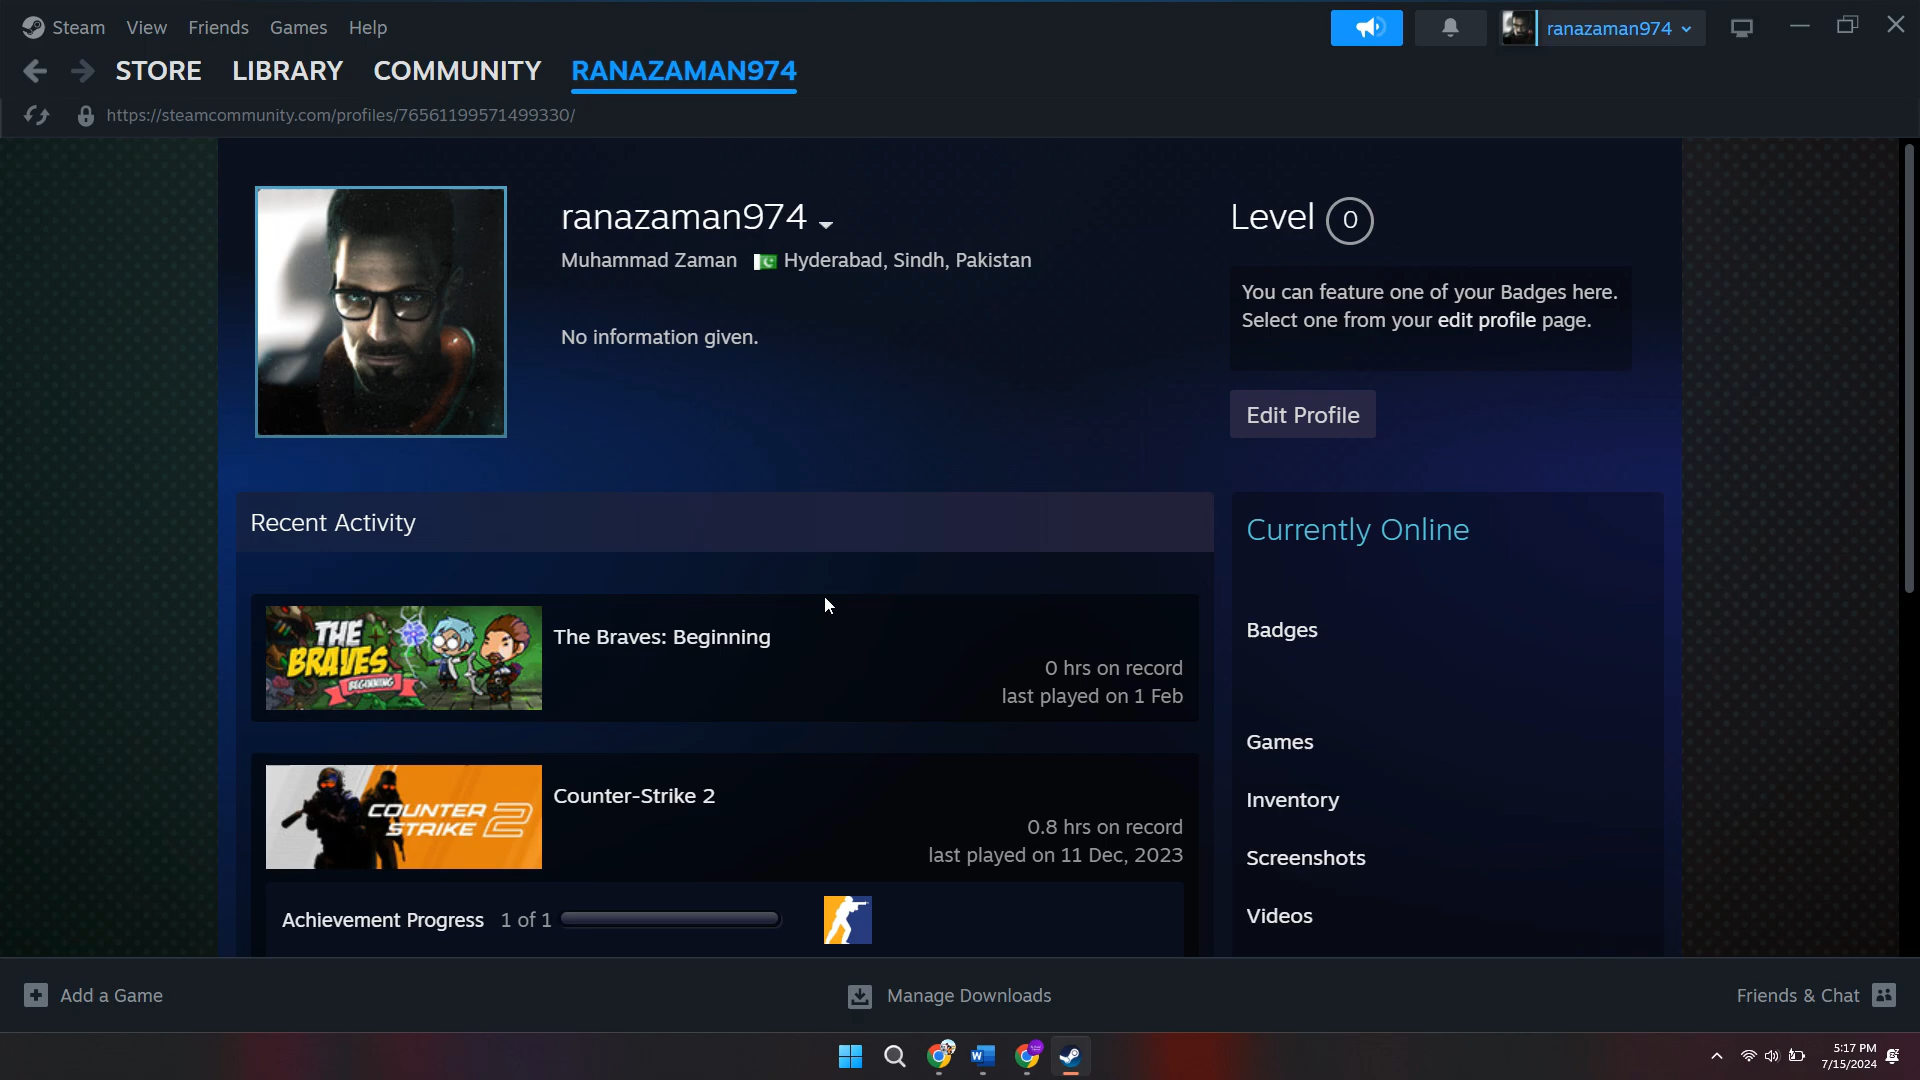 Steam View Friends Games Help
ranazaman974
STORE LIBRARY COMMUNITY RANAZAMAN974
https://steamcommunity.com/profiles/76561199571499330/
ranazaman974
Muhammad Zaman Hyderabad, Sindh, Pakistan
No information given.
Level 0
You can feature one of your Badges here.
Select one from your edit profile page.
Edit Profile
Recent Activity
THE
BRAVES
BEGINNING
The Braves: Beginning
0 hrs on record
last played on 1 Feb
COUNTER
STRIKE 2
Counter-Strike 2
0.8 hrs on record
last played on 11 Dec, 2023
Achievement Progress 1 of 1
Currently Online
Badges
Games
Inventory
Screenshots
Videos
Add a Game
Manage Downloads
Friends & Chat
5:17 PM
7/15/2024